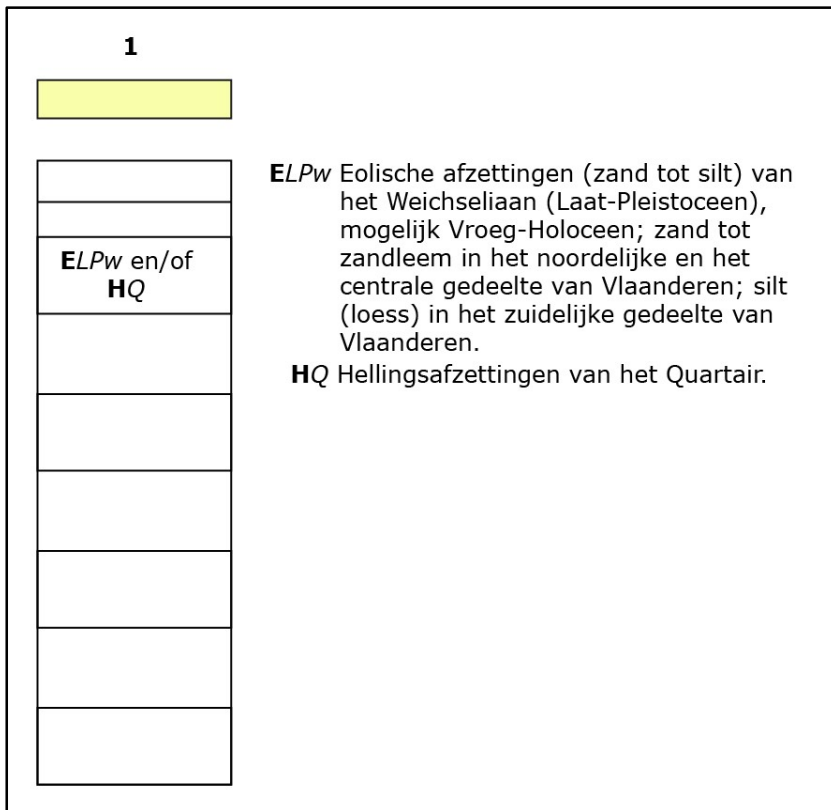 1
ELPw en/of
HQ
ELPw Eolische afzettingen (zand tot silt) van
het Weichseliaan (Laat-Pleistoceen),
mogelijk Vroeg-Holoceen; zand tot
zandleem in het noordelijke en het
centrale gedeelte van Vlaanderen; silt
(loess) in het zuidelijke gedeelte van
Vlaanderen.
HQ Hellingsafzettingen van het Quartair.